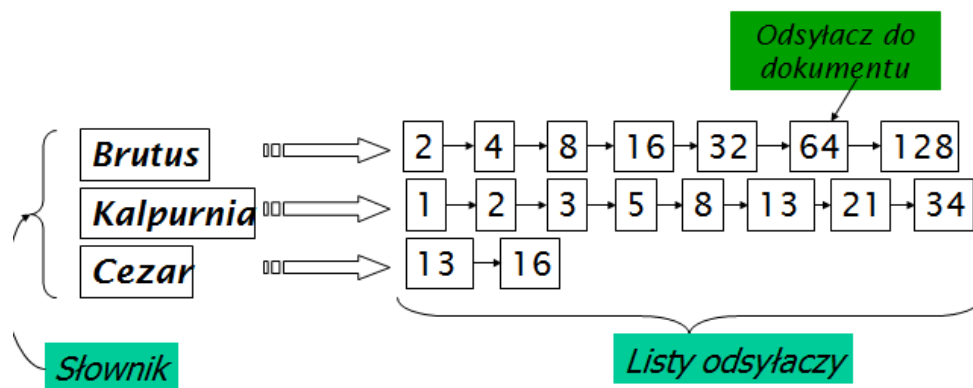 Odsyłacz do
dokumentu
Brutus 2 4 8 16 32 64 128
Kalpurnia 1 2 3 5 8 13 21 34
Cezar 13 16
Słownik
Listy odsyłaczy